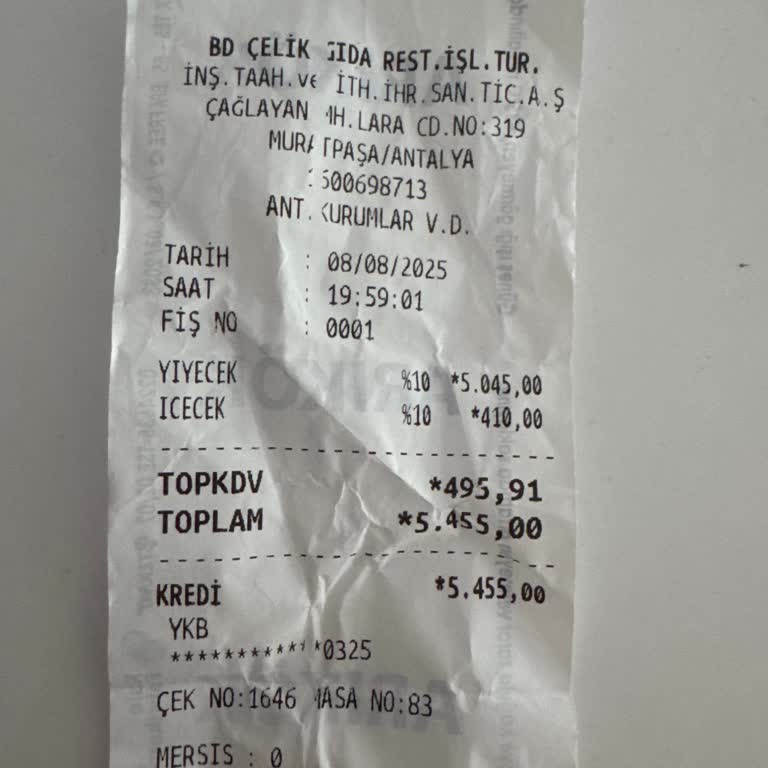 BD ÇELİK GIDA REST.İŞL.TUR.
İNŞ.TAAH.ve İTH.İHR.SAN.TİC.A.Ş
ÇAĞLAYAN MH.LARA CD.NO:319
MURATPAŞA/ANTALYA
:600698713
ANT.KURUMLAR V.D.
TARİH : 08/08/2025
SAAT : 19:59:01
FİŞ NO : 0001
YİYECEK %10 *5.045,00
ICECEK %10 *410,00
TOPKDV *495,91
TOPLAM *5.455,00
KREDİ *5.455,00
YKB
************0325
ÇEK NO:1646 MASA NO:83
MERSIS : 0